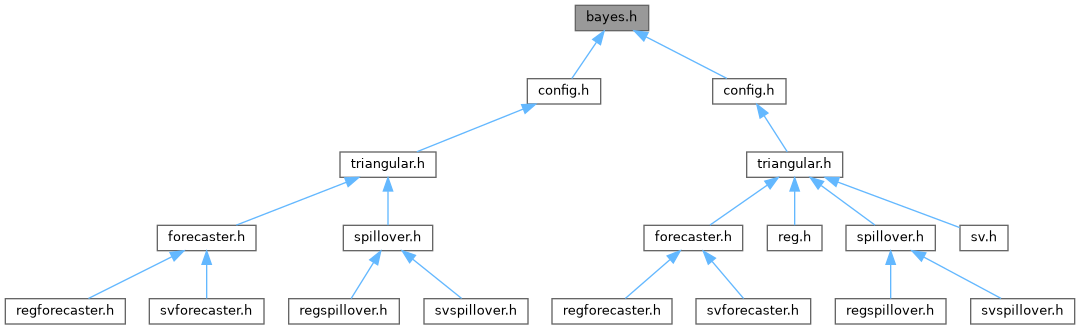 bayes.h
config.h
config.h
triangular.h
triangular.h
forecaster.h
spillover.h
forecaster.h
reg.h
spillover.h
sv.h
regforecaster.h
svforecaster.h
regspillover.h
svspillover.h
regforecaster.h
svforecaster.h
regspillover.h
svspillover.h